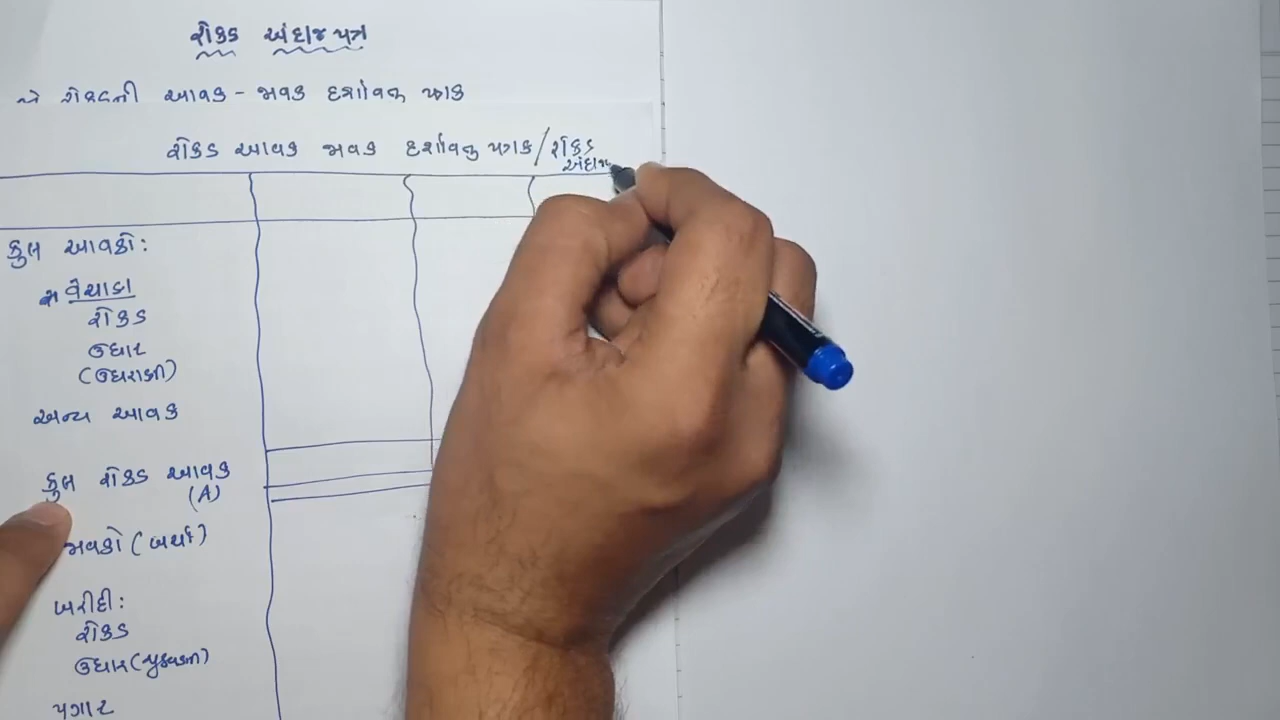 રોકડ અંદાજપત્ર
એ રોકડની આવક - જાવક દર્શાવતુ પત્રક
રોકડ આવક જાવક દર્શાવતુ પત્રક / રોકડ
અંદાજ
કુલ આવકો:
વેચાણ
રોકડ
ઉધાર
(ઉઘરાણી)
અન્ય આવક
કુલ રોકડ આવક
(A)
જાવકો (ખર્ચ)
ખરીદી:
રોકડ
ઉધાર (ચુકવણી)
પગાર